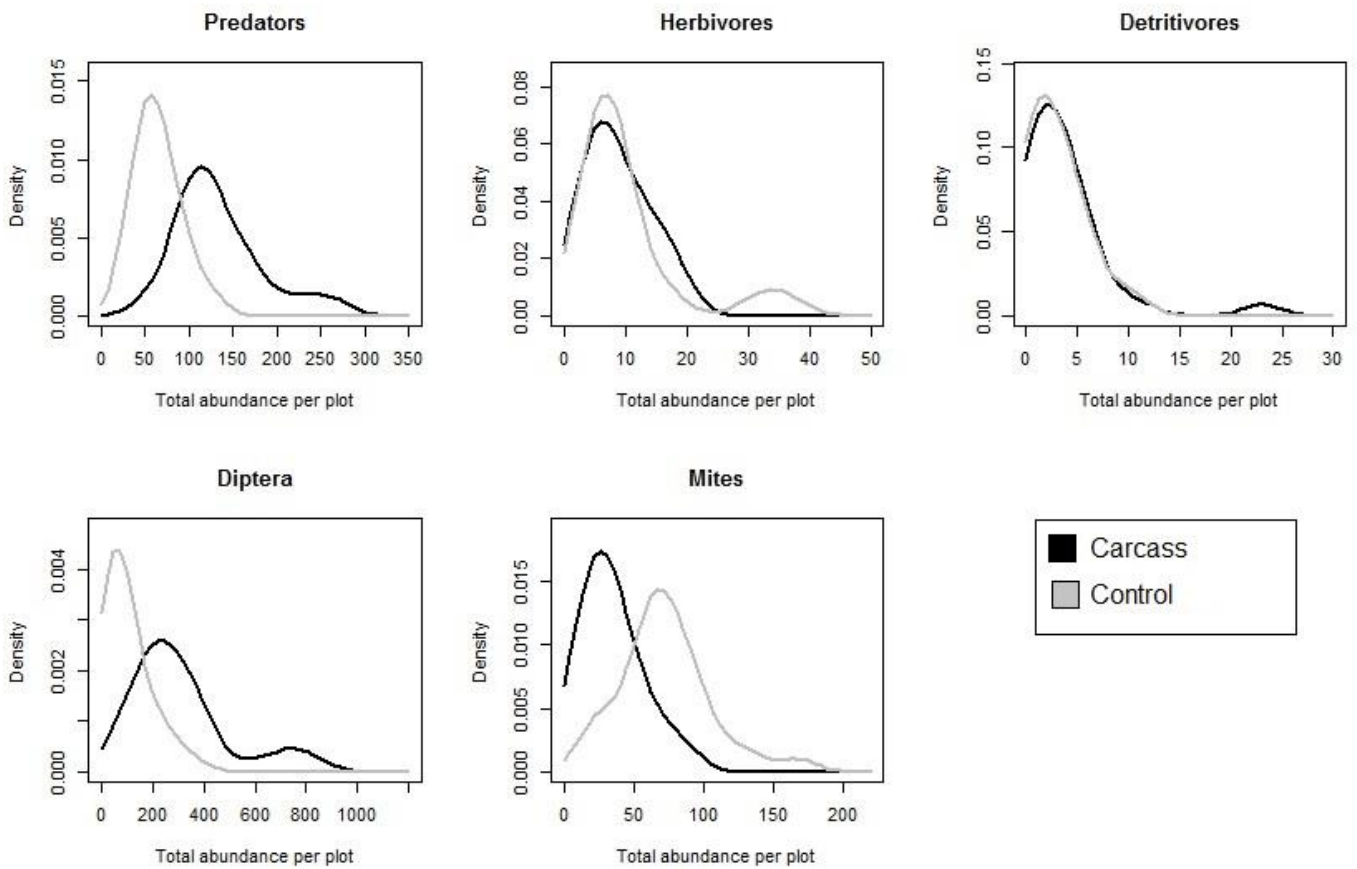 Predators
Density
0.000 0.005 0.010 0.015
0 50 100 150 200 250 300 350
Total abundance per plot
Herbivores
Density
0.00 0.02 0.04 0.06 0.08
0 10 20 30 40 50
Total abundance per plot
Detritivores
Density
0.00 0.05 0.10 0.15
0 5 10 15 20 25 30
Total abundance per plot
Diptera
Density
0.000 0.002 0.004
0 200 400 600 800 1000
Total abundance per plot
Mites
Density
0.000 0.005 0.010 0.015
0 50 100 150 200
Total abundance per plot
Carcass
Control